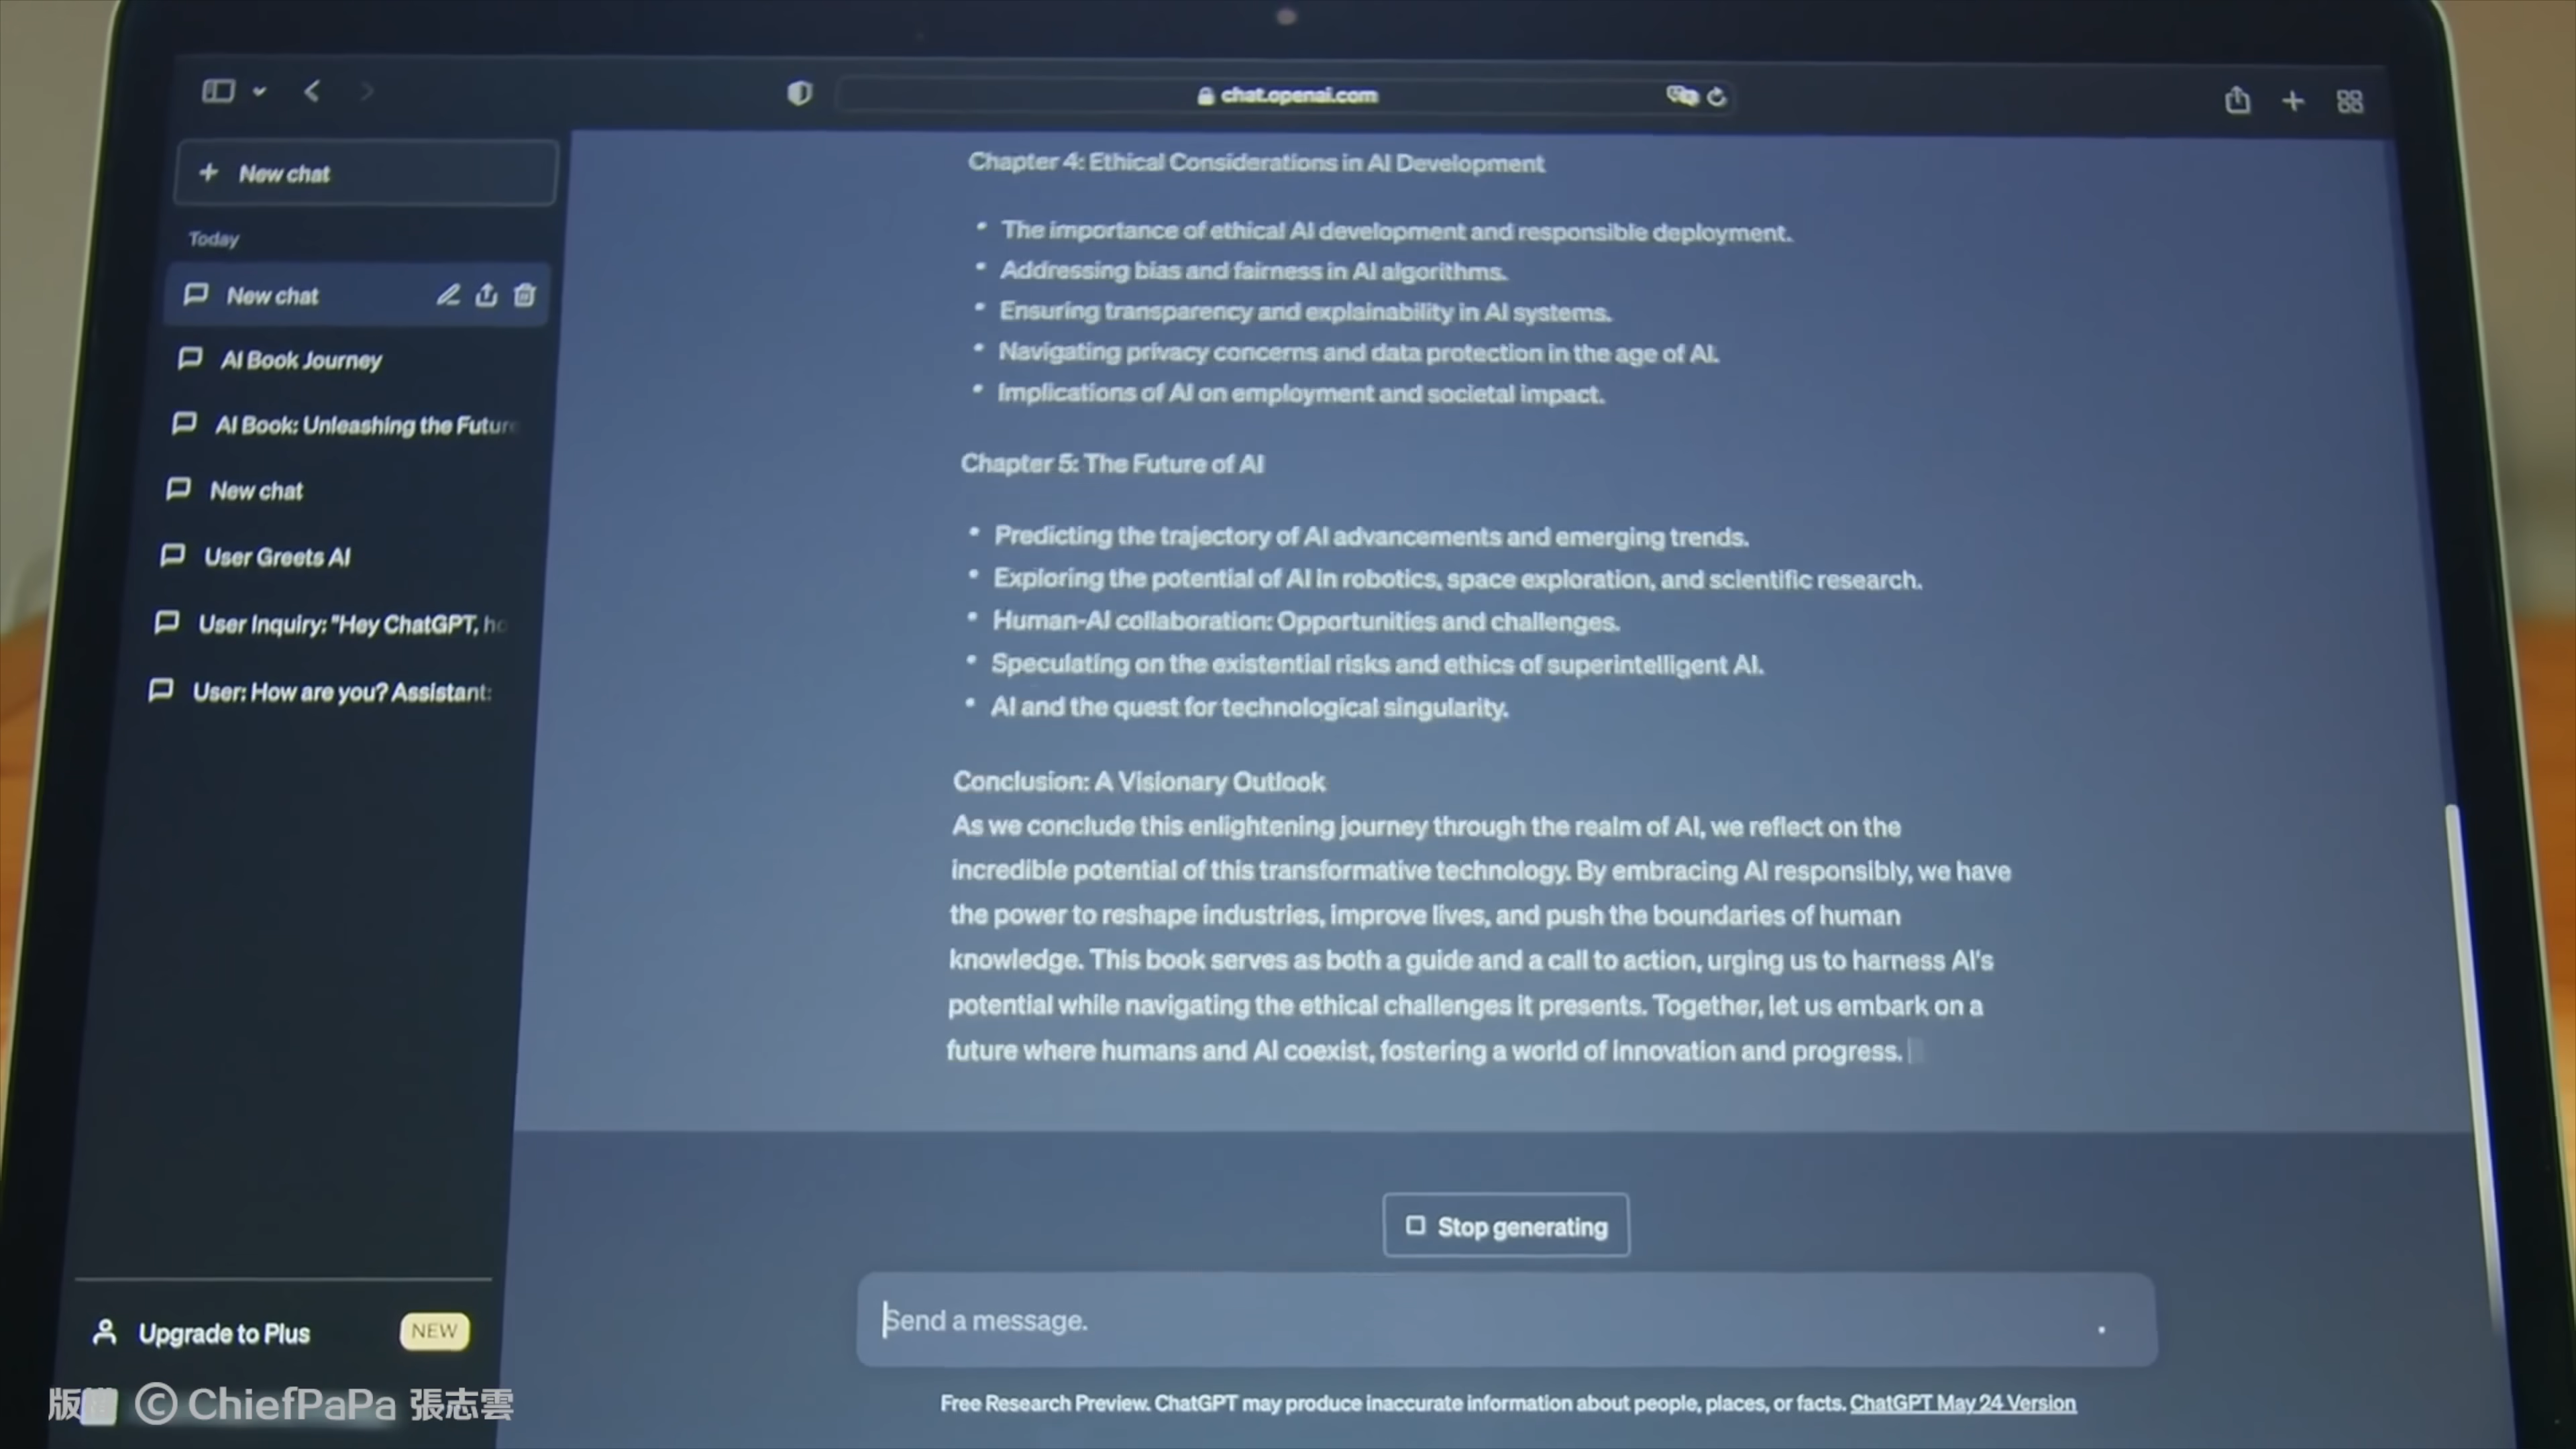 chat.openai.com
New chat
Today
New chat
AI Book Journey
AI Book: Unleashing the Future
New chat
User Greets AI
User Inquiry: "Hey ChatGPT, ho
User: How are you? Assistant:
Upgrade to Plus
NEW
Chapter 4: Ethical Considerations in AI Development
• The importance of ethical AI development and responsible deployment.
• Addressing bias and fairness in AI algorithms.
• Ensuring transparency and explainability in AI systems.
• Navigating privacy concerns and data protection in the age of AI.
• Implications of AI on employment and societal impact.
Chapter 5: The Future of AI
• Predicting the trajectory of AI advancements and emerging trends.
• Exploring the potential of AI in robotics, space exploration, and scientific research.
• Human-AI collaboration: Opportunities and challenges.
• Speculating on the existential risks and ethics of superintelligent AI.
• AI and the quest for technological singularity.
Conclusion: A Visionary Outlook
As we conclude this enlightening journey through the realm of AI, we reflect on the
incredible potential of this transformative technology. By embracing AI responsibly, we have
the power to reshape industries, improve lives, and push the boundaries of human
knowledge. This book serves as both a guide and a call to action, urging us to harness AI's
potential while navigating the ethical challenges it presents. Together, let us embark on a
future where humans and AI coexist, fostering a world of innovation and progress.
Stop generating
Send a message.
Free Research Preview. ChatGPT may produce inaccurate information about people, places, or facts. ChatGPT May 24 Version
© ChiefPaPa 張志雲